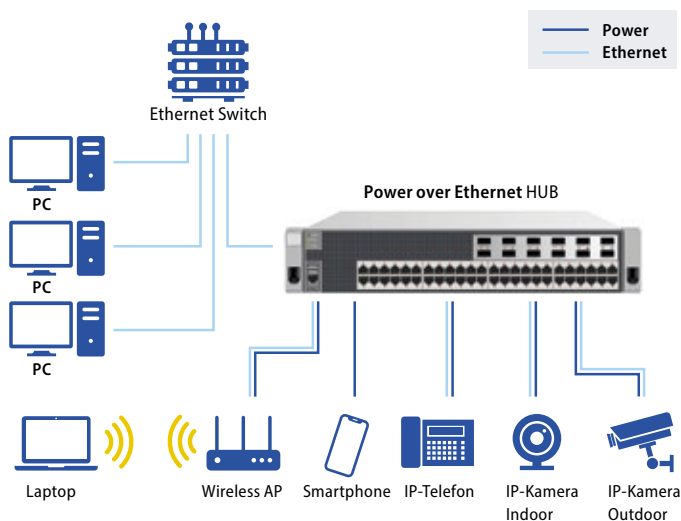 Power
Ethernet
Ethernet Switch
PC
PC
PC
Power over Ethernet HUB
Laptop
Wireless AP
Smartphone
IP-Telefon
IP-Kamera
Indoor
IP-Kamera
Outdoor